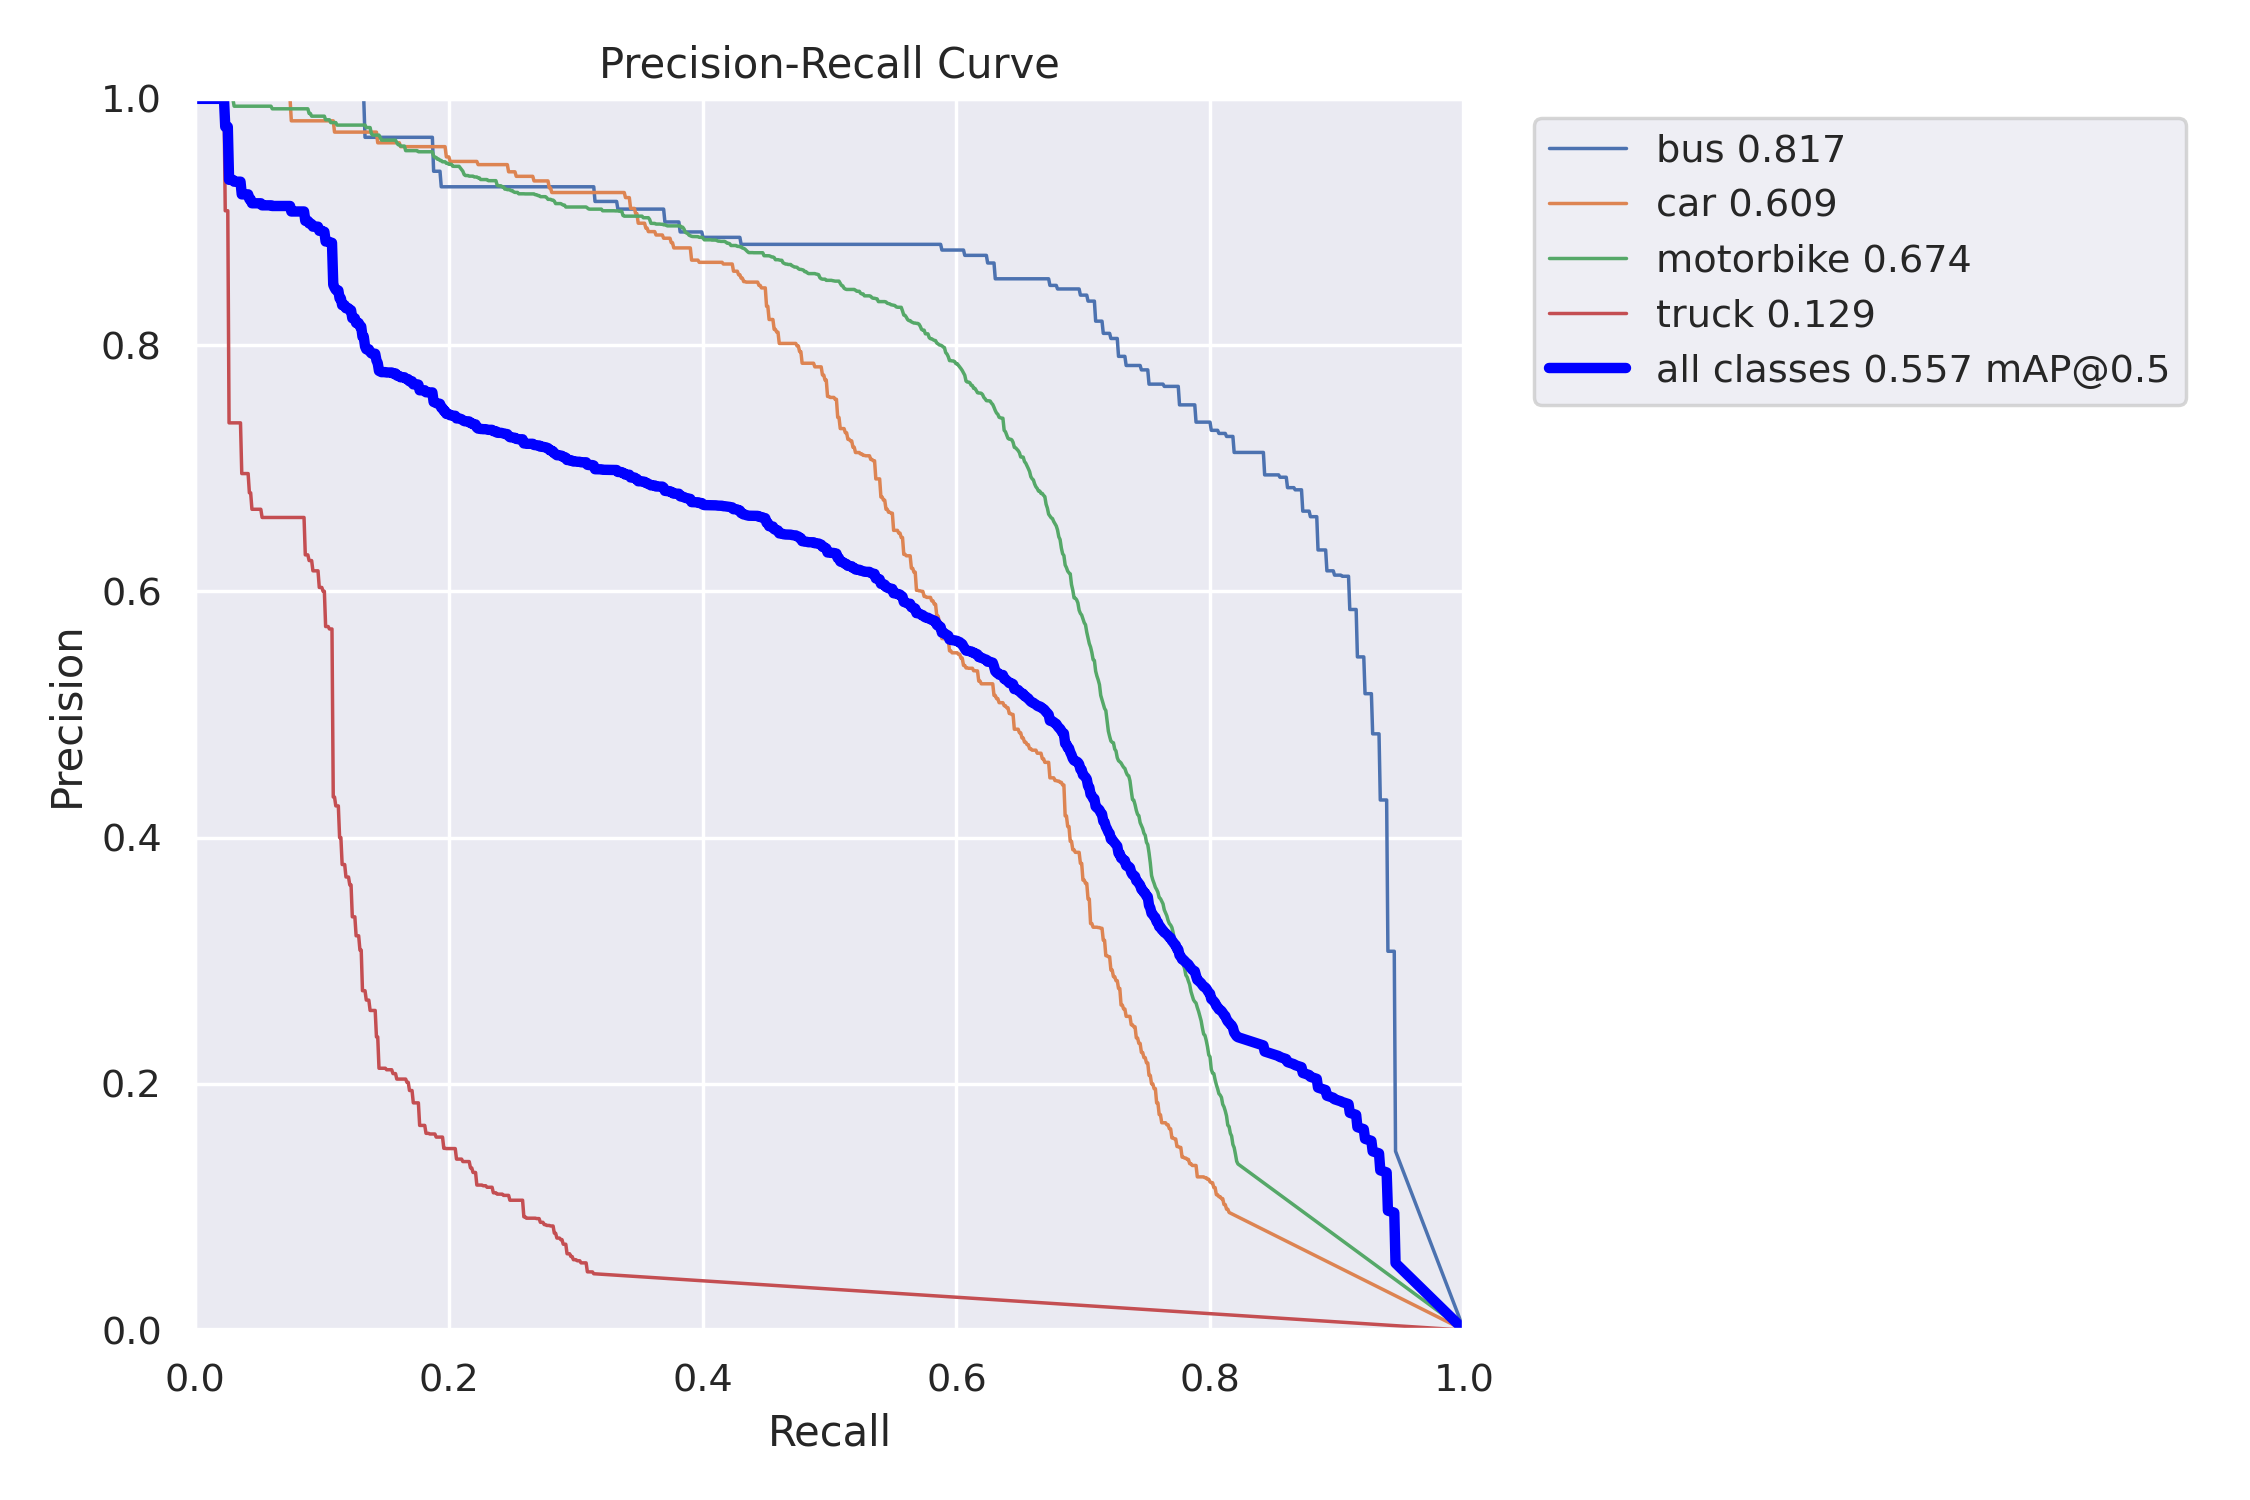 Precision-Recall Curve
1.0
0.8
0.6
0.4
0.2
0.0
Precision
0.0 0.2 0.4 0.6 0.8 1.0
Recall
bus 0.817
car 0.609
motorbike 0.674
truck 0.129
all classes 0.557 mAP@0.5